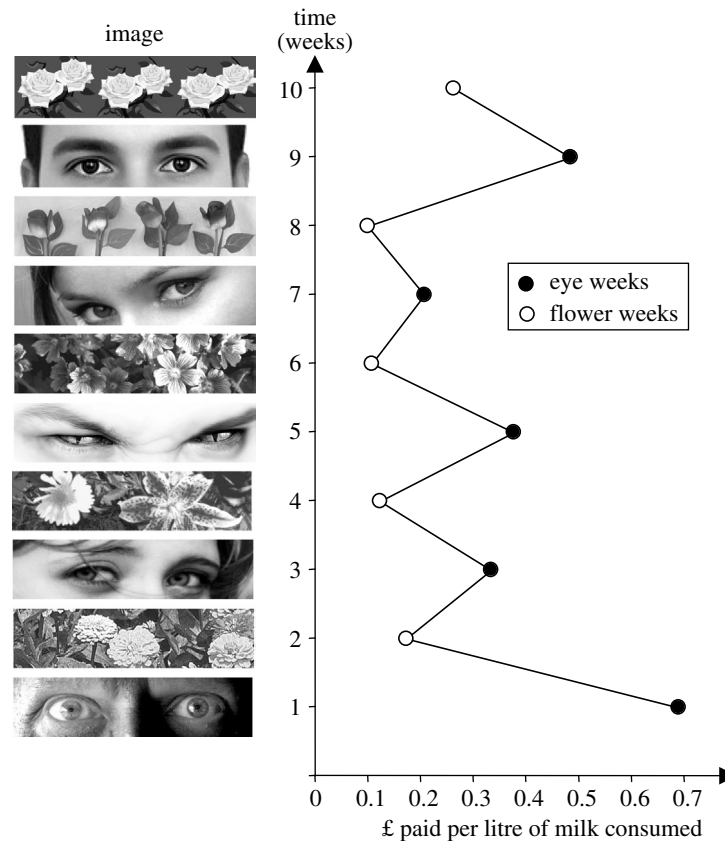 image
time
(weeks)
10
9
8
7
6
5
4
3
2
1
eye weeks
flower weeks
0 0.1 0.2 0.3 0.4 0.5 0.6 0.7
£ paid per litre of milk consumed